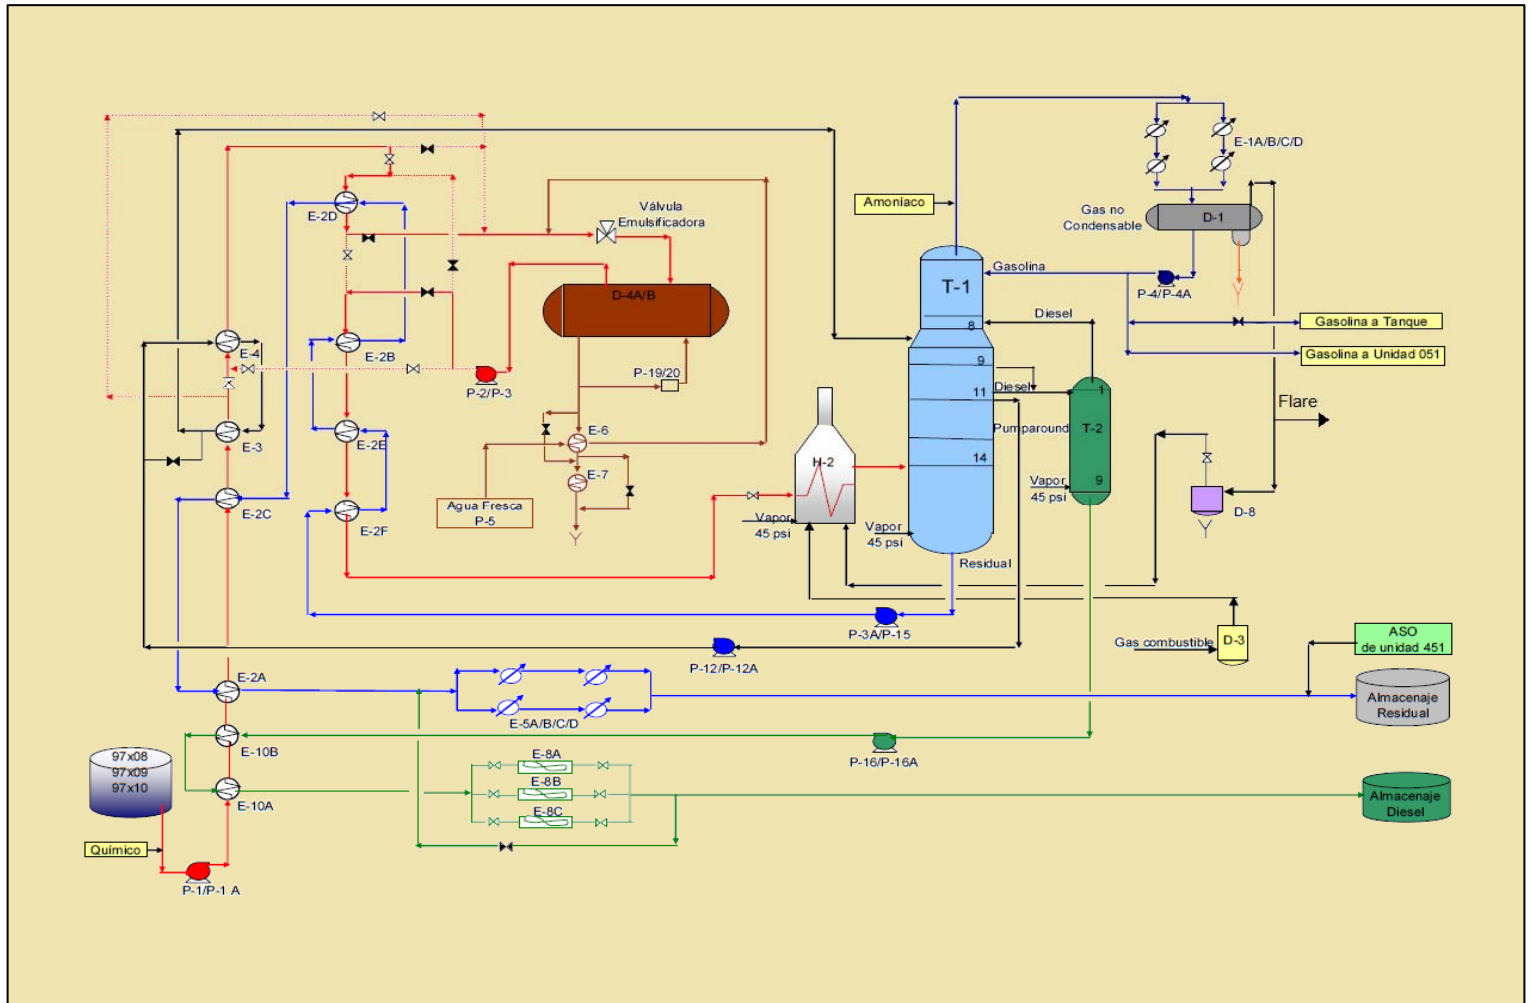 E-1A/B/C/D
Amoníaco
Válvula
Emulsificadora
Gas no
Condensable
D-1
E-2D
Gasolina
T-1
P-4/P-4A
D-4A/B
Diesel
8
Gasolina a Tanque
E-4
E-2B
Gasolina a Unidad 051
P-2/P-3
P-19/20
9
Diesel
11
1
Flare
E-3
E-2E
E-6
Pumparound
T-2
E-7
H-2
14
9
E-2C
E-2F
Agua Fresca
P-5
Vapor
45 psi
Vapor
45 psi
Vapor
45 psi
D-8
Residual
P-3A/P-15
P-12/P-12A
Gas combustible
D-3
ASO
de unidad 451
E-2A
E-5A/B/C/D
Almacenaje
Residual
E-10B
P-16/P-16A
97x08
97x09
97x10
E-8A
E-8B
E-8C
E-10A
Almacenaje
Diesel
Químico
P-1/P-1 A